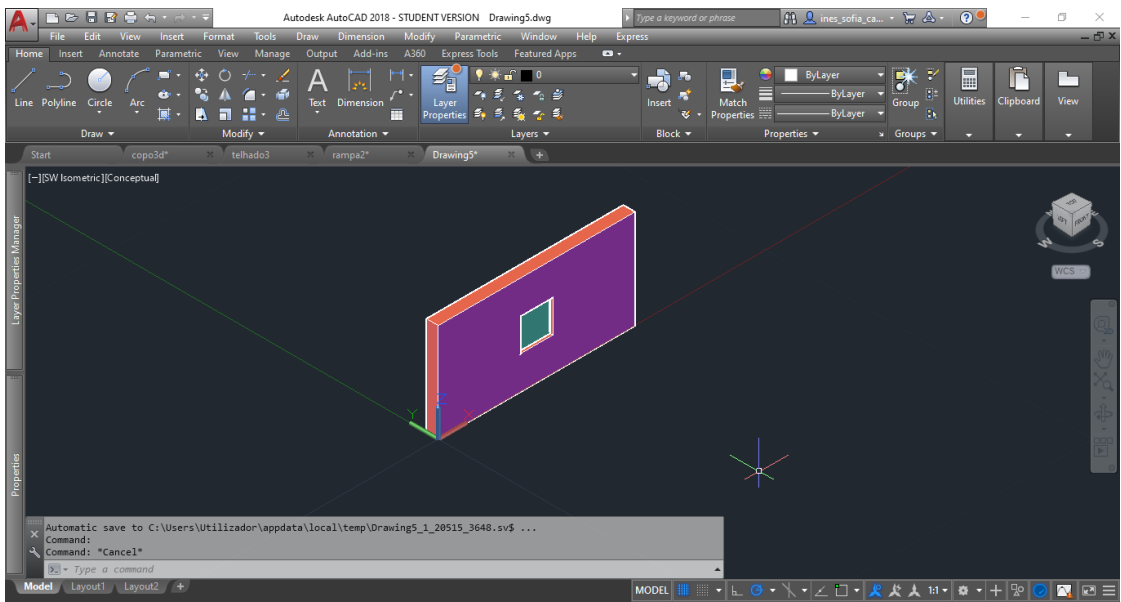 Autodesk AutoCAD 2018 - STUDENT VERSION Drawing5.dwg Type a keyword or phrase ines_sofia_ca...
File Edit View Insert Format Tools Draw Dimension Modify Parametric Window Help Express
Home Insert Annotate Parametric View Manage Output Add-ins A360 Express Tools Featured Apps
0 ByLayer
ByLayer
ByLayer
Line Polyline Circle Arc Text Dimension Layer Properties Insert Match Properties Group Utilities Clipboard View
Draw Modify Annotation Layers Block Properties Groups
Start copo3d* telhado3 rampa2* Drawing5*
[−][SW Isometric][Conceptual]
TOP
LEFT FRONT
W S
WCS
Layer Properties Manager
Y Z X
Properties
Automatic save to C:\Users\Utilizador\appdata\local\temp\Drawing5_1_20515_3648.sv$ ...
Command:
Command: *Cancel*
Type a command
Model Layout1 Layout2 + MODEL 1:1